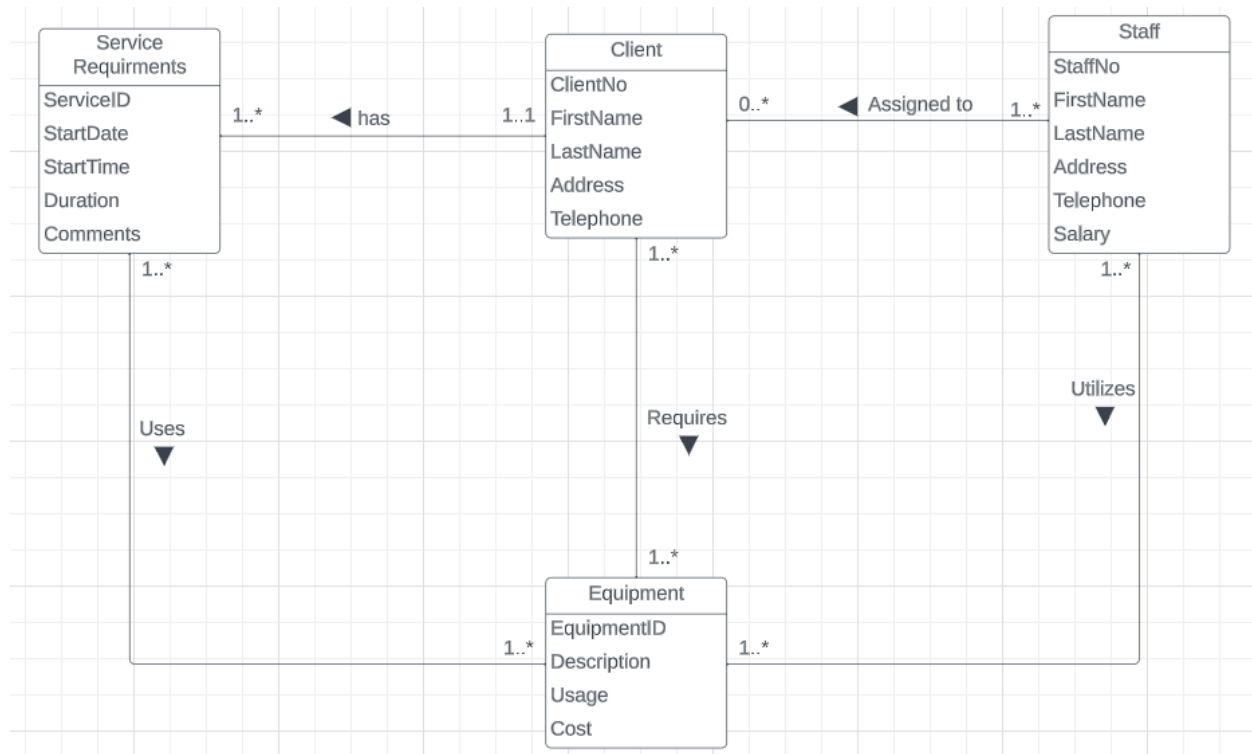 Service
Requirments
ServiceID
StartDate
StartTime
Duration
Comments
1..*
has
1..1
Client
ClientNo
FirstName
LastName
Address
Telephone
0..*
Assigned to
1..*
Staff
StaffNo
FirstName
LastName
Address
Telephone
Salary
1..*
Uses
1..*
1..*
Requires
1..*
1..*
Utilizes
1..*
Equipment
EquipmentID
Description
Usage
Cost